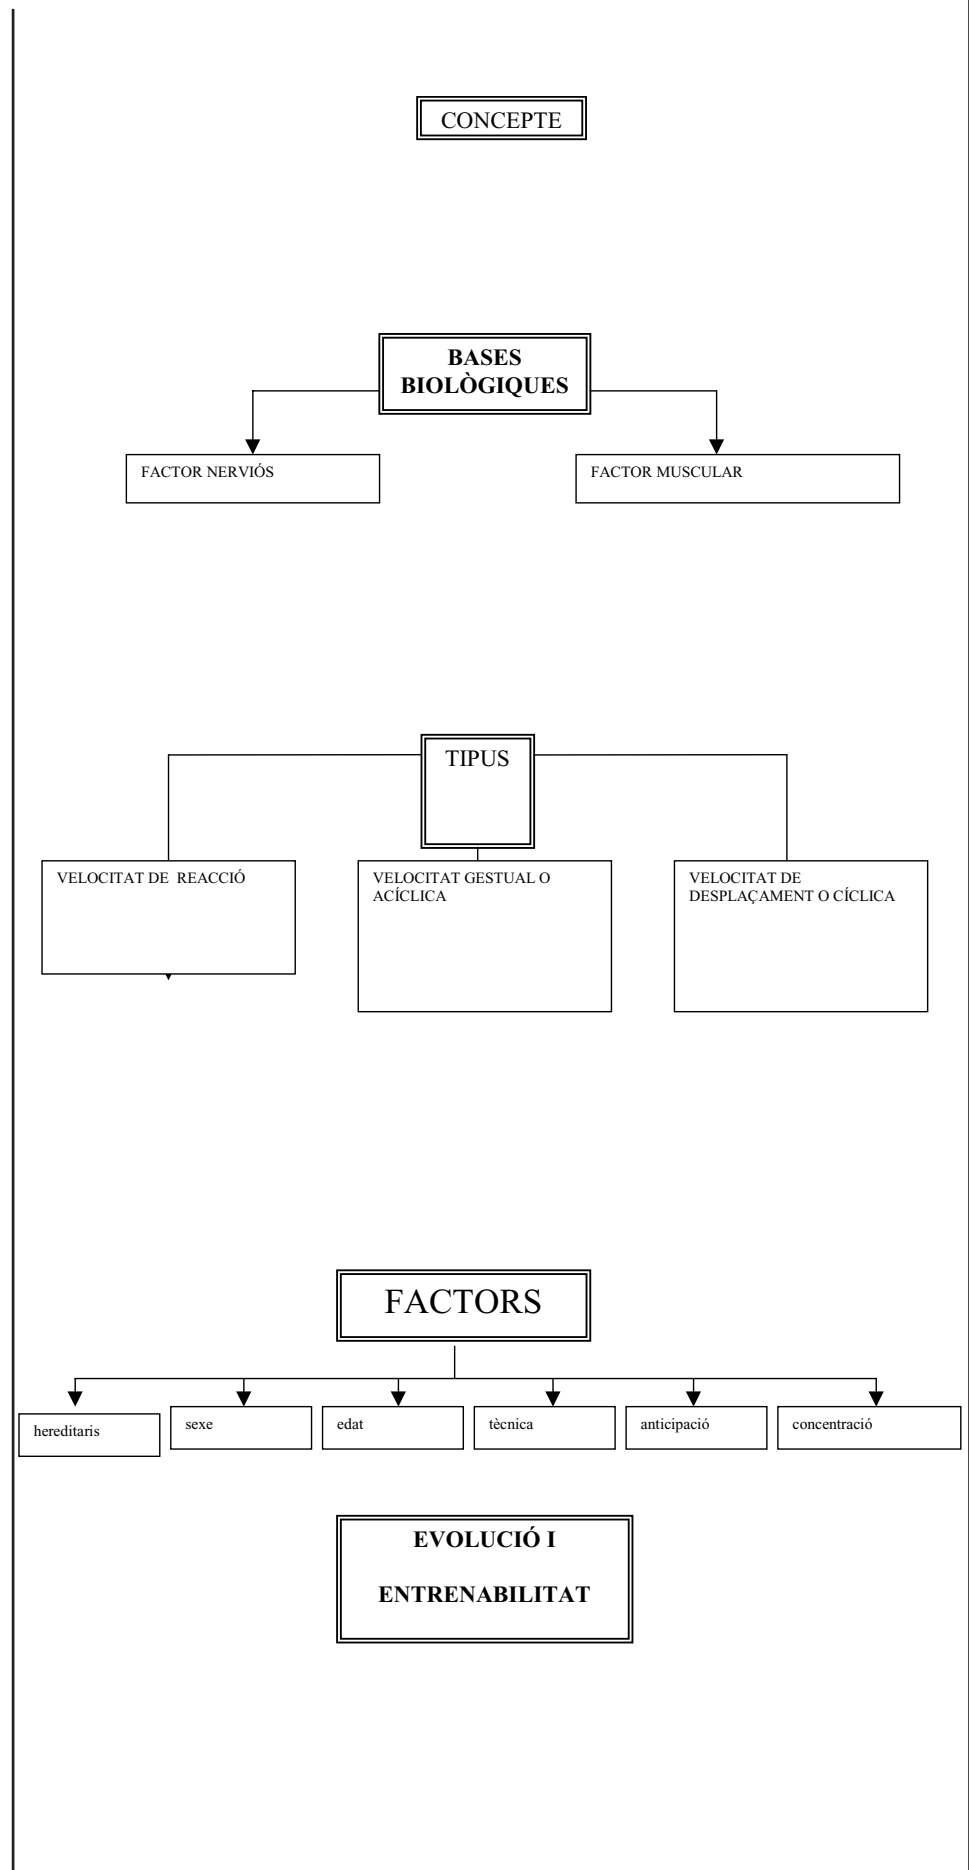 CONCEPTE
BASES
BIOLÒGIQUES
FACTOR NERVIÓS
FACTOR MUSCULAR
TIPUS
VELOCITAT DE REACCIÓ
VELOCITAT GESTUAL O
ACÍCLICA
VELOCITAT DE
DESPLAÇAMENT O CÍCLICA
FACTORS
hereditaris
sexe
edat
tècnica
anticipació
concentració
EVOLUCIÓ I
ENTRENABILITAT